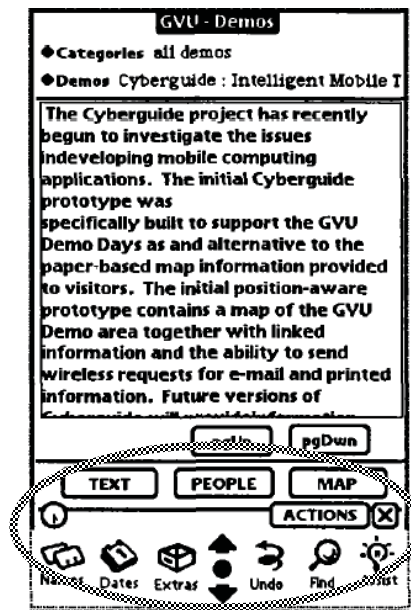 GVU - Demos
◆Categories all demos
◆Demos Cyberguide : Intelligent Mobile T
The Cyberguide project has recently
begun to investigate the issues
indeveloping mobile computing
applications. The initial Cyberguide
prototype was
specifically built to support the GVU
Demo Days as and alternative to the
paper-based map information provided
to visitors. The initial position-aware
prototype contains a map of the GVU
Demo area together with linked
information and the ability to send
wireless requests for e-mail and printed
information. Future versions of
pgDwn
TEXT PEOPLE MAP
ACTIONS X
Names Dates Extras Undo Find